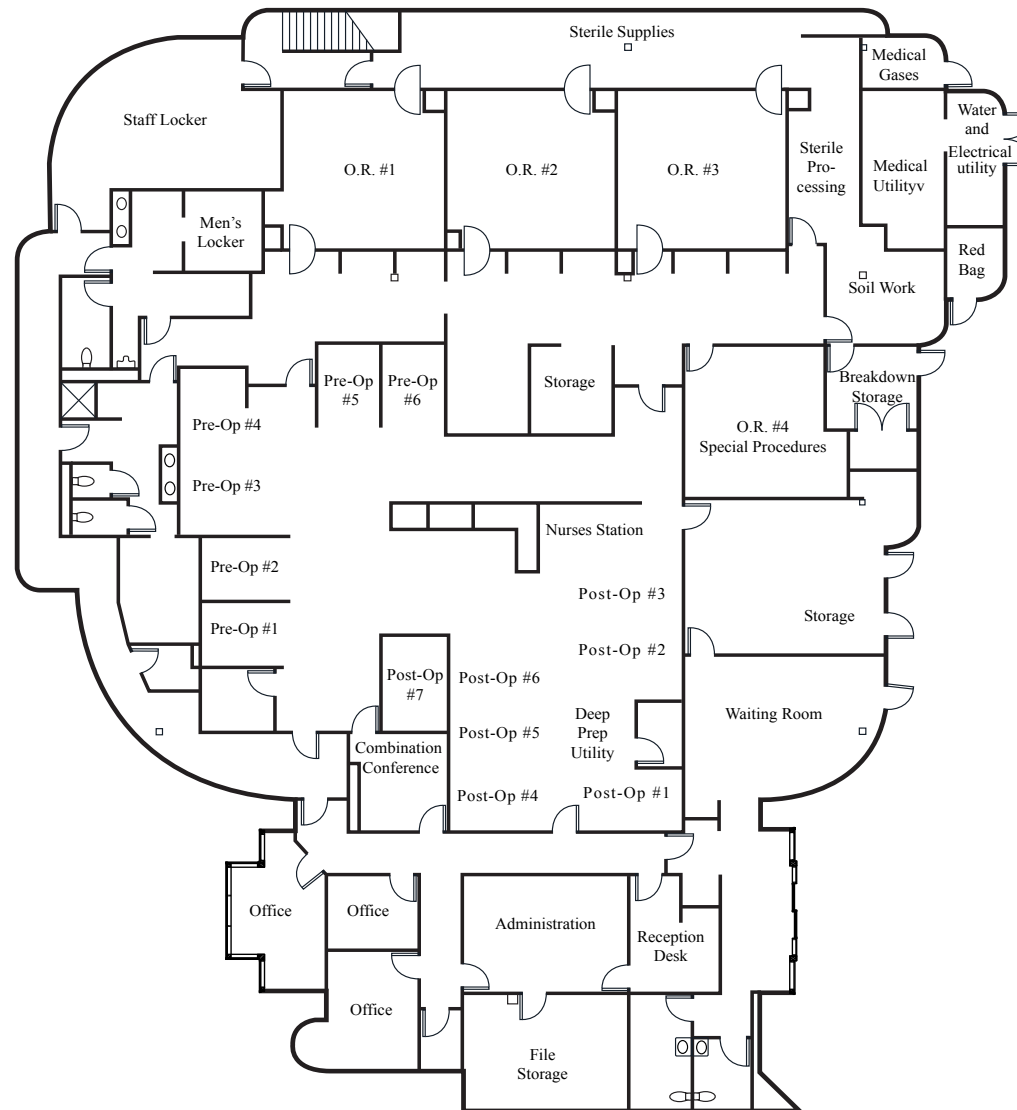 Sterile Supplies
Medical
Gases
Staff Locker
Water
and
Electrical
utility
O.R. #1
O.R. #2
O.R. #3
Sterile
Pro-
cessing
Medical
Utilityv
Men’s
Locker
Red
Bag
Soil Work
Pre-Op
#5
Pre-Op
#6
Storage
Breakdown
Storage
Pre-Op #4
O.R. #4
Special Procedures
Pre-Op #3
Nurses Station
Pre-Op #2
Post-Op #3
Storage
Pre-Op #1
Post-Op #2
Post-Op
#7
Post-Op #6
Waiting Room
Deep
Prep
Utility
Post-Op #5
Combination
Conference
Post-Op #4
Post-Op #1
Office
Office
Administration
Reception
Desk
Office
File
Storage